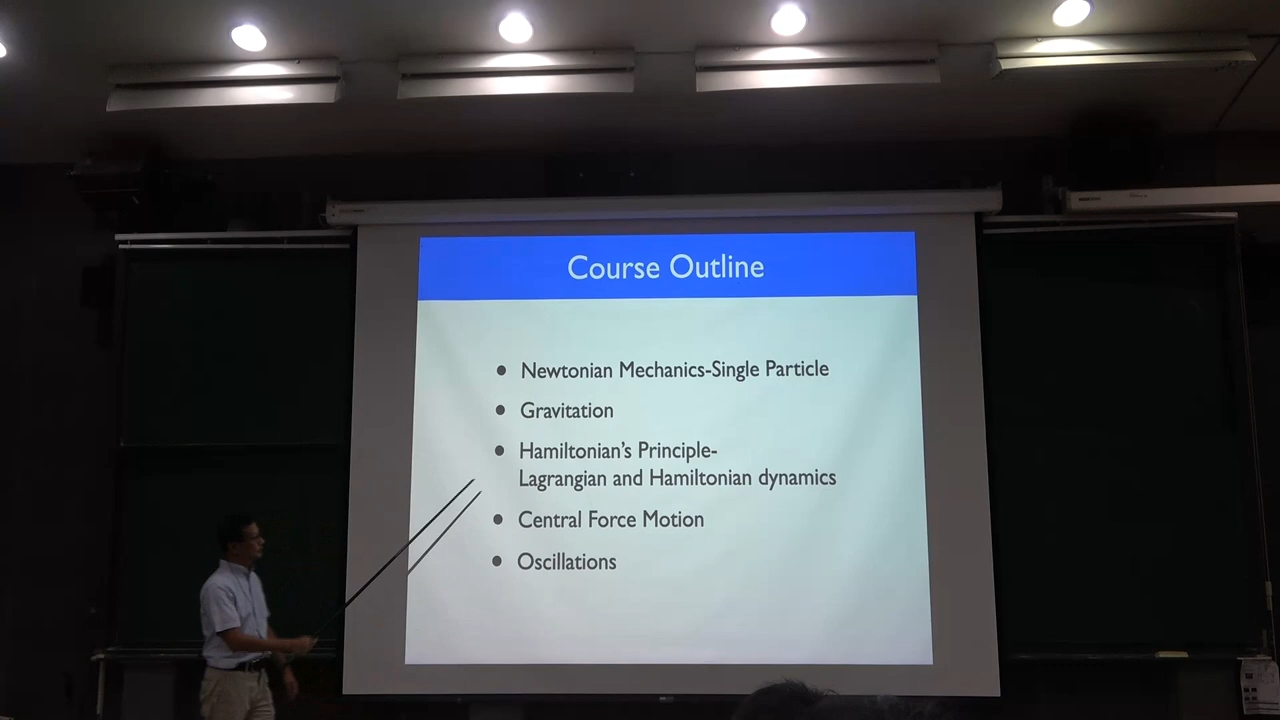 Course Outline
• Newtonian Mechanics-Single Particle
• Gravitation
• Hamiltonian's Principle-
Lagrangian and Hamiltonian dynamics
• Central Force Motion
• Oscillations